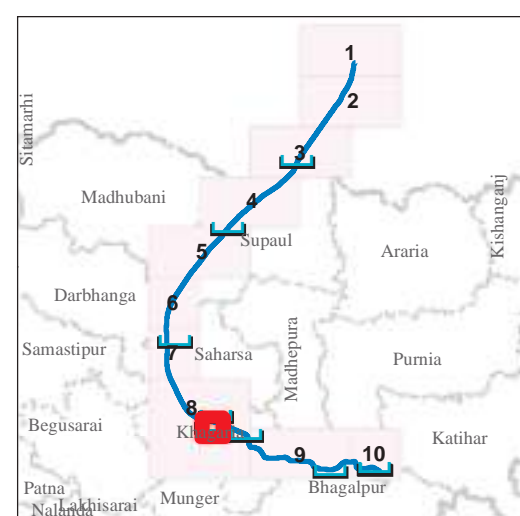 1
2
Sitamarhi
3
Madhubani
4
Kishanganj
5
Supaul
Araria
6
Darbhanga
Samastipur
7
Saharsa
Madhepura
Purnia
8
Begusarai
Khagaria
Katihar
9
10
Patna
Nalanda
Lakhisarai
Munger
Bhagalpur